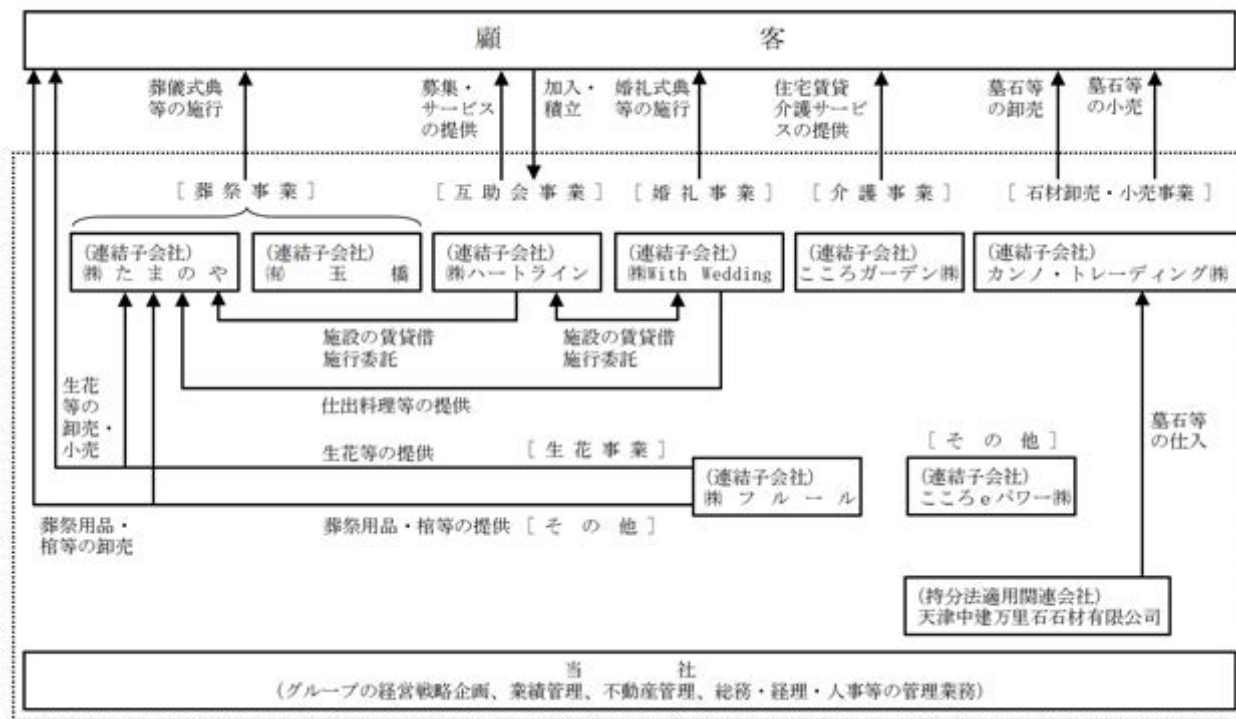 顧 客
葬儀式典
等の施行
募集・
サービス
の提供
加入・
積立
婚礼式典
等の施行
住宅賃貸
介護サービ
スの提供
墓石等
の卸売
墓石等
の小売
[ 葬 祭 事 業 ]
[ 互 助 会 事 業 ]
[ 婚 礼 事 業 ]
[ 介 護 事 業 ]
[ 石材卸売・小売事業 ]
(連結子会社)
㈱ た ま の や
(連結子会社)
㈲ 玉 橋
(連結子会社)
㈱ハートライン
(連結子会社)
㈱With Wedding
(連結子会社)
こころガーデン㈱
(連結子会社)
カンノ・トレーディング㈱
施設の賃貸借
施行委託
施設の賃貸借
施行委託
仕出料理等の提供
生花
等の
卸売・
小売
生花等の提供
[ 生 花 事 業 ]
(連結子会社)
㈱ フ ル ー ル
[ そ の 他 ]
(連結子会社)
こころeパワー㈱
墓石等
の仕入
葬祭用品・
棺等の卸売
葬祭用品・棺等の提供
[ そ の 他 ]
(持分法適用関連会社)
天津中建万里石石材有限公司
当 社
(グループの経営戦略企画、業績管理、不動産管理、総務・経理・人事等の管理業務)